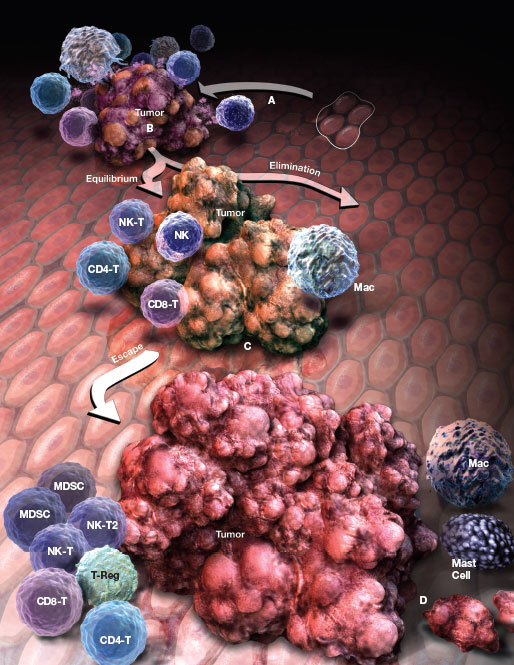 A
Tumor
B
Elimination
Equilibrium
Tumor
NK-T
NK
CD4-T
Mac
CD8-T
C
Escape
Mac
MDSC
MDSC
NK-T2
Tumor
NK-T
Mast
Cell
T-Reg
CD8-T
D
CD4-T